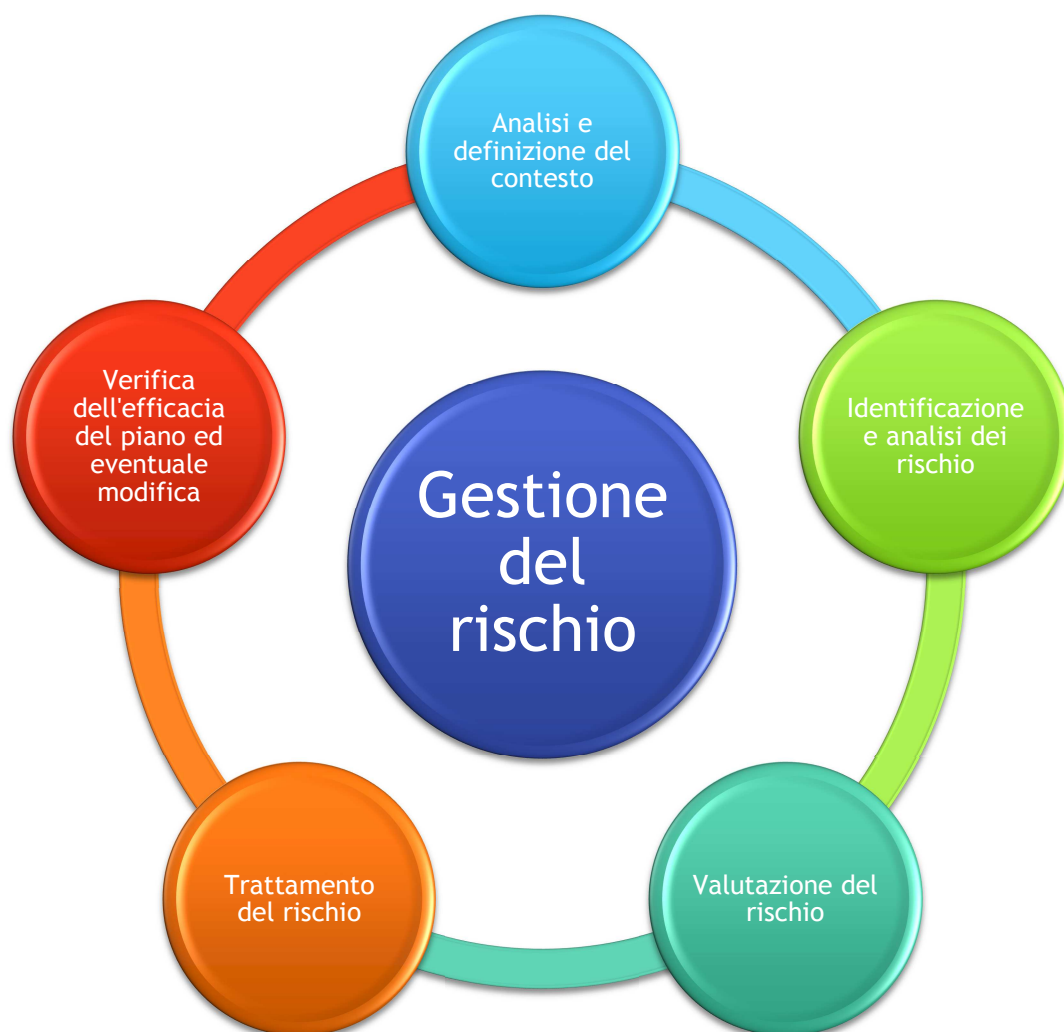 Analisi e
definizione del
contesto
Identificazione
e analisi dei
rischio
Valutazione del
rischio
Trattamento
del rischio
Verifica
dell'efficacia
del piano ed
eventuale
modifica
Gestione
del
rischio